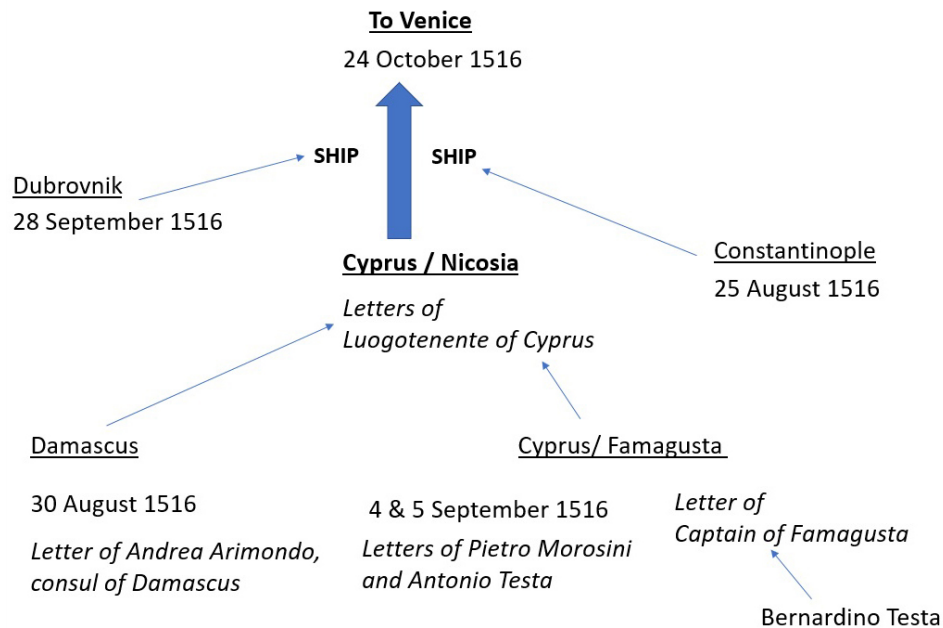 To Venice
24 October 1516
SHIP
SHIP
Dubrovnik
28 September 1516
Constantinople
25 August 1516
Cyprus / Nicosia
Letters of
Luogotenente of Cyprus
Damascus
30 August 1516
Letter of Andrea Arimondo,
consul of Damascus
Cyprus/ Famagusta
4 & 5 September 1516
Letters of Pietro Morosini
and Antonio Testa
Letter of
Captain of Famagusta
Bernardino Testa